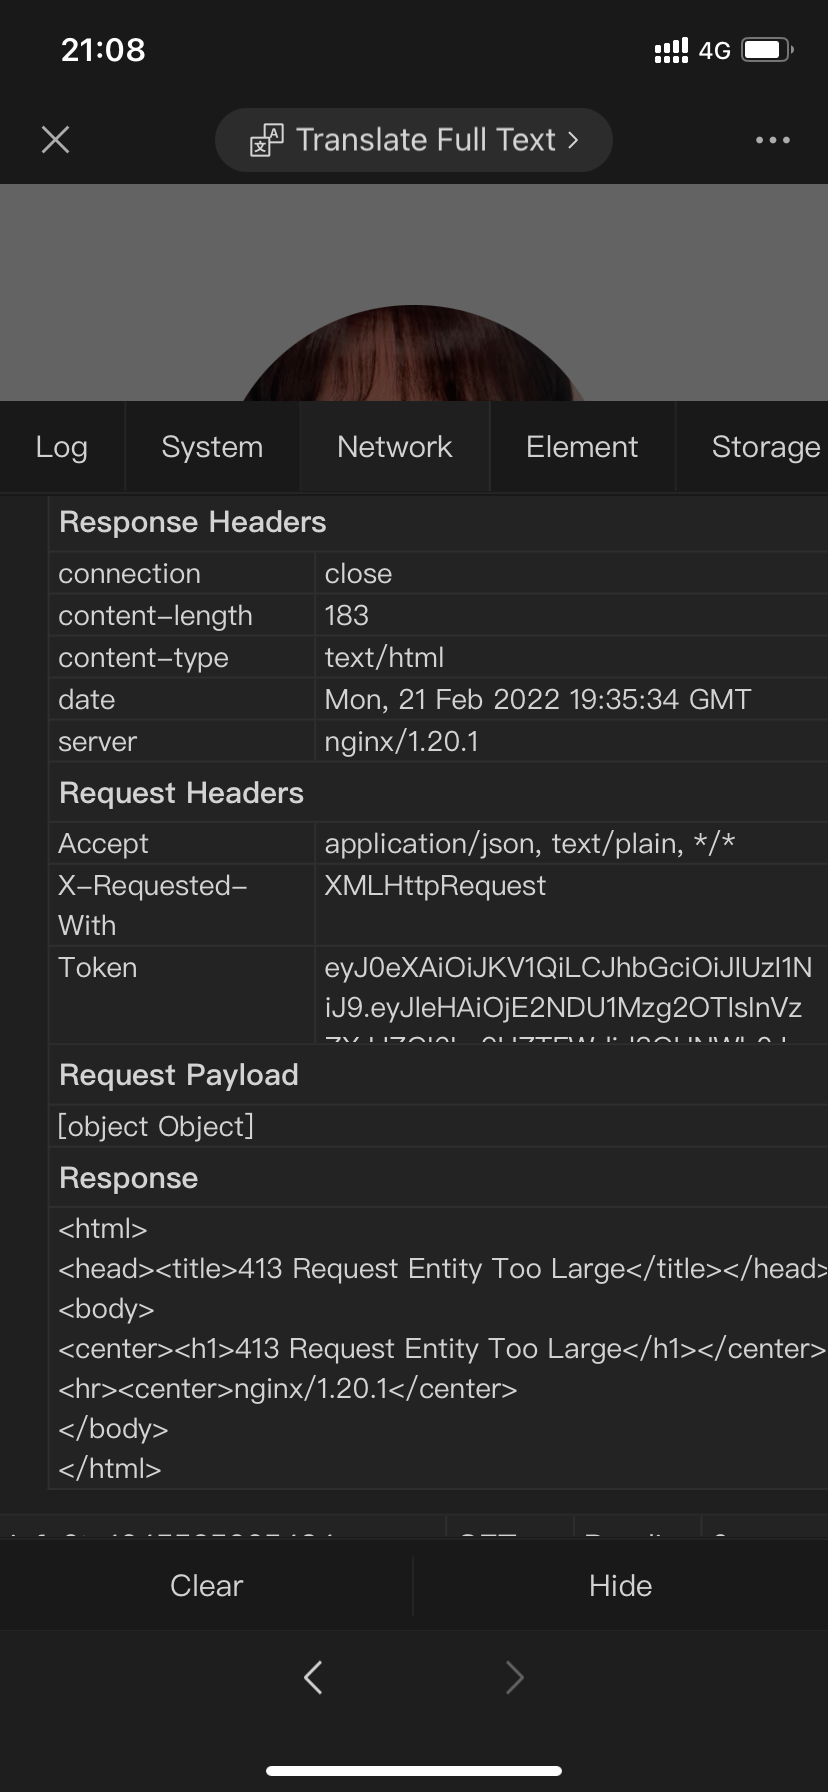 21:08
4G
Translate Full Text
Log System Network Element Storage
Response Headers
connection close
content-length 183
content-type text/html
date Mon, 21 Feb 2022 19:35:34 GMT
server nginx/1.20.1
Request Headers
Accept application/json, text/plain, */*
X-Requested-
With XMLHttpRequest
Token eyJ0eXAiOiJKV1QiLCJhbGciOiJIUzI1N
iJ9.eyJleHAiOjE2NDU1Mzg2OTIsInVz
Request Payload
[object Object]
Response
<html>
<head><title>413 Request Entity Too Large</title></head>
<body>
<center><h1>413 Request Entity Too Large</h1></center>
<hr><center>nginx/1.20.1</center>
</body>
</html>
Clear Hide